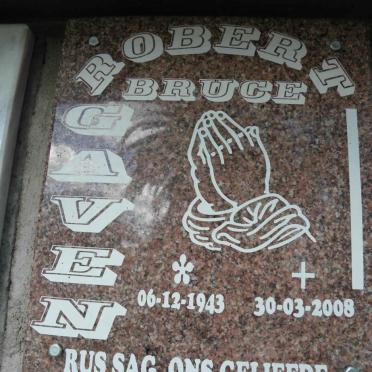 ROBERT
BRUCE
GAVEN
06-12-1943 30-03-2008
RUS SAG ONS GELIEFDE